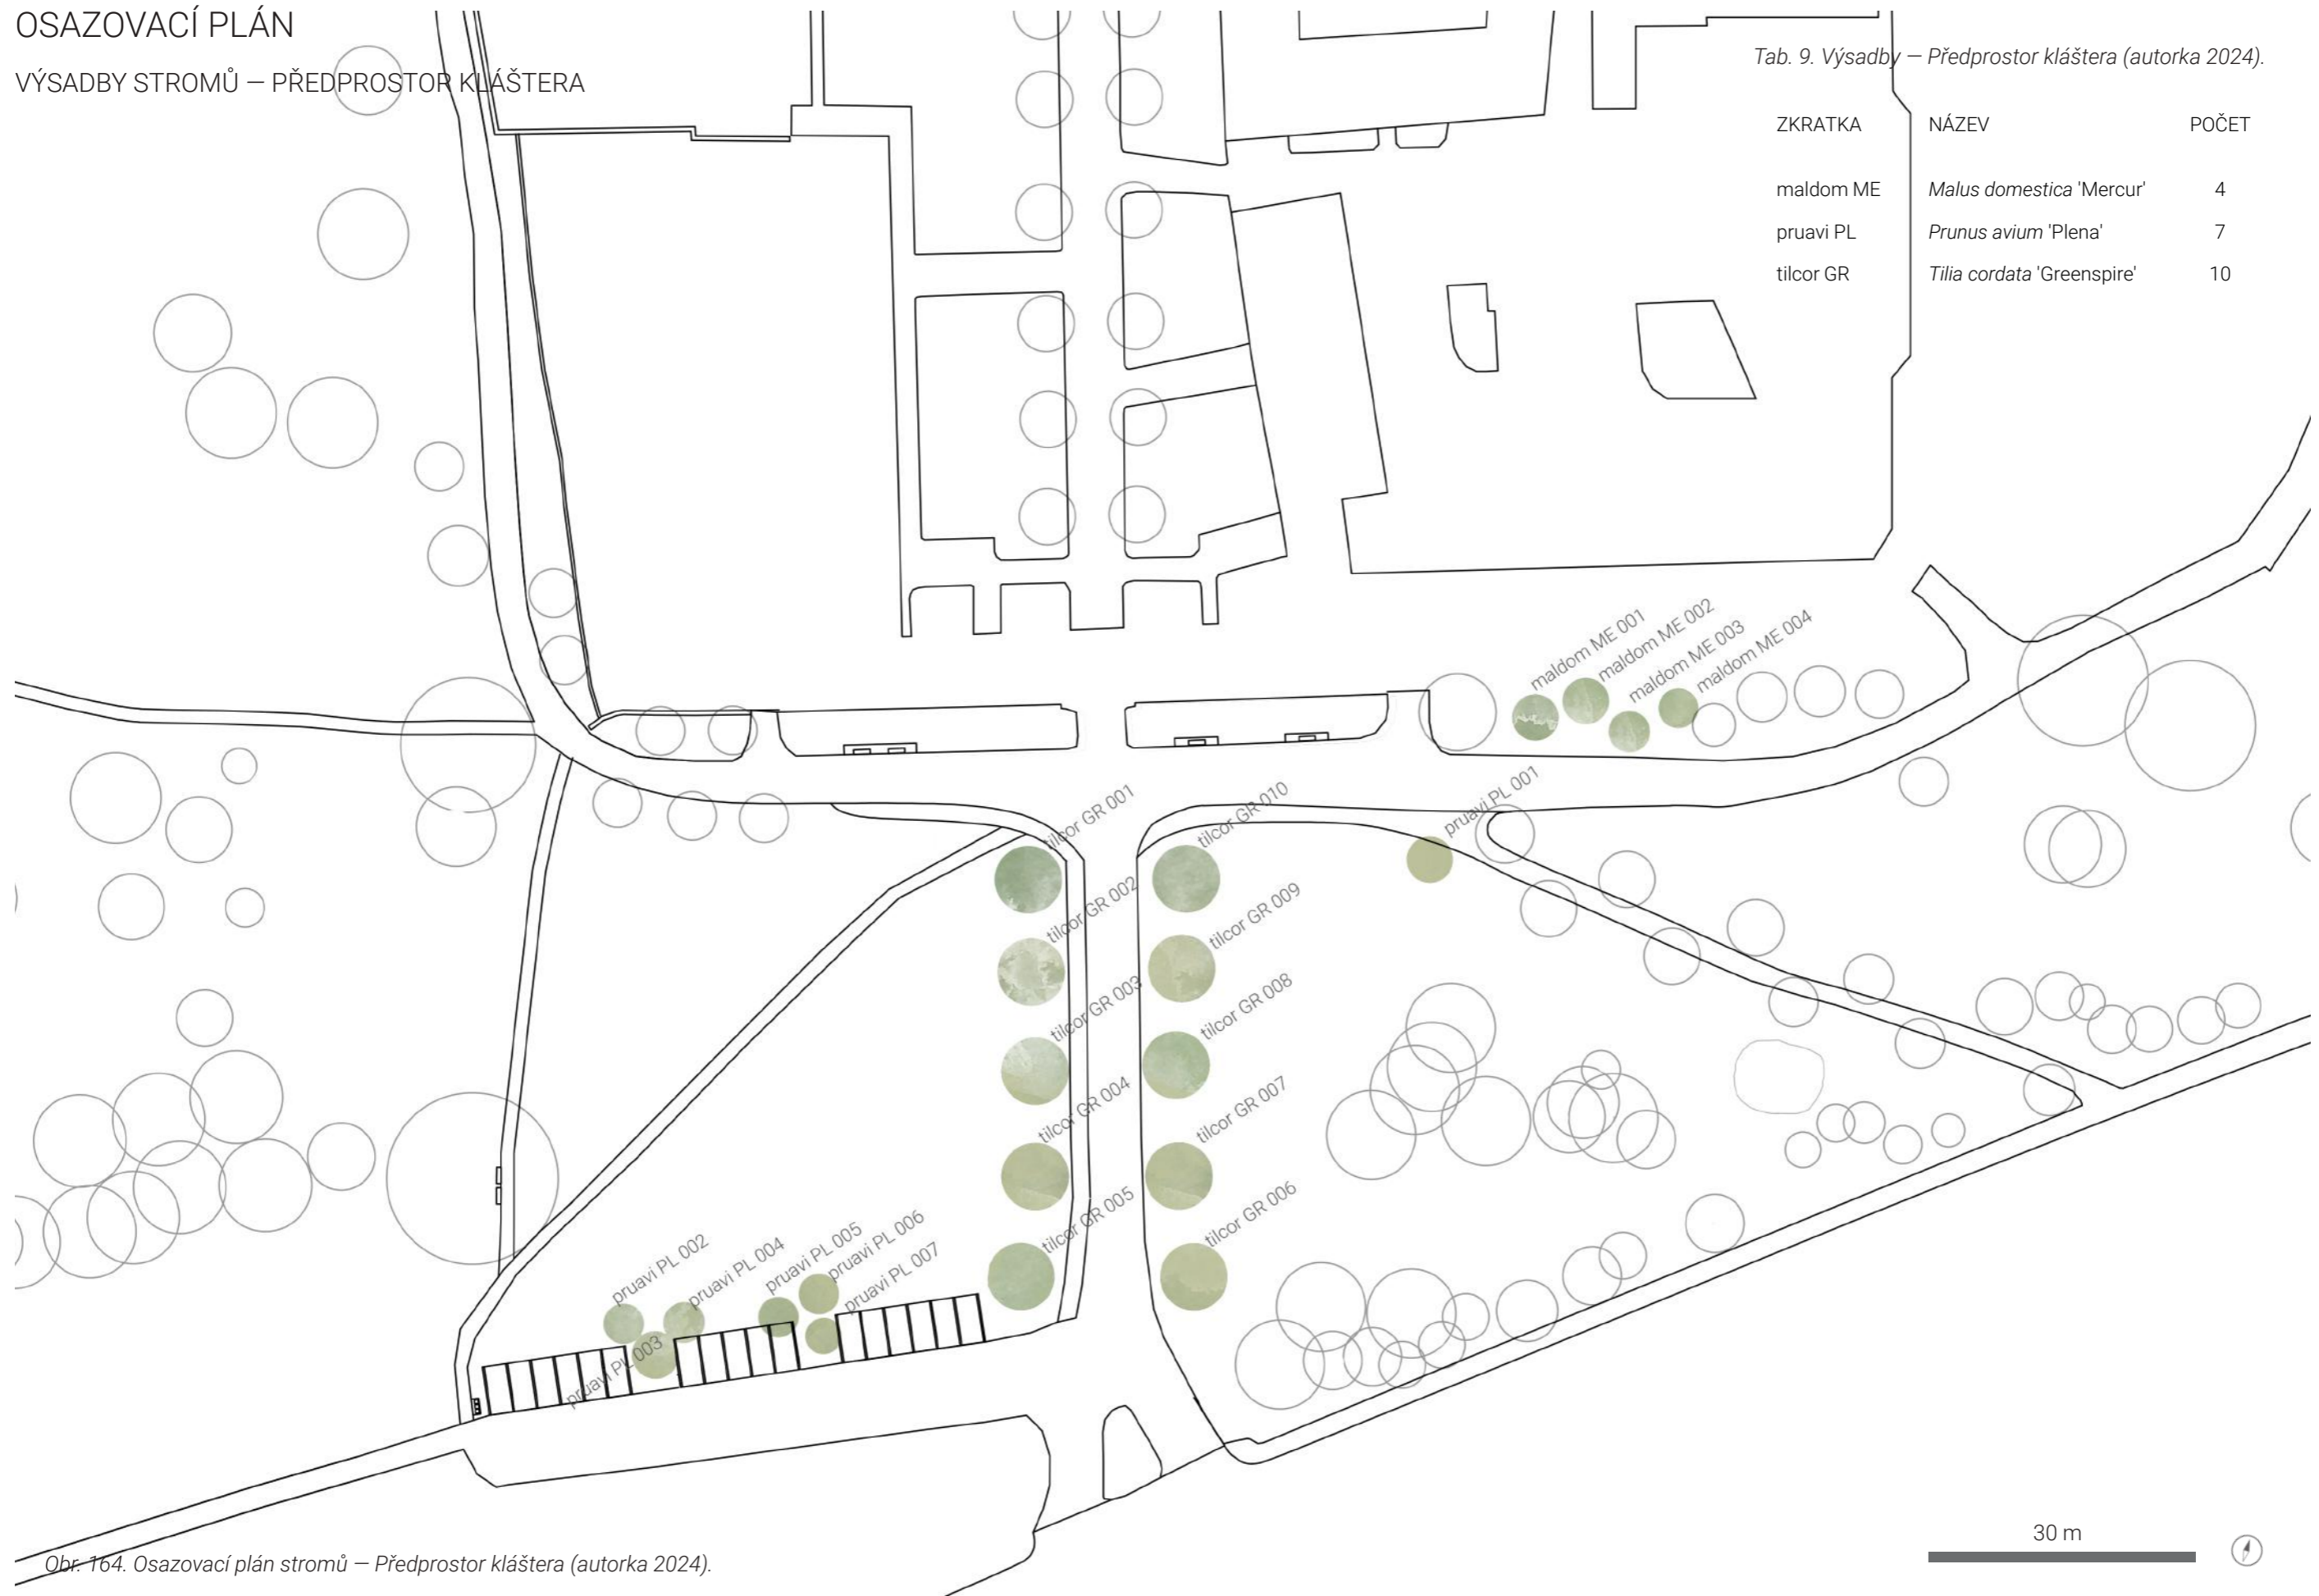 OSAZOVACÍ PLÁN
VÝSADBY STROMŮ — PŘEDPROSTOR KLÁŠTERA
Tab. 9. Výsadby — Předprostor kláštera (autorka 2024).
ZKRATKA NÁZEV POČET
maldom ME Malus domestica 'Mercur' 4
pruavi PL Prunus avium 'Plena' 7
tilcor GR Tilia cordata 'Greenspire' 10
maldom ME 001
maldom ME 002
maldom ME 003
maldom ME 004
pruavi PL 001
tilcor GR 001
tilcor GR 010
tilcor GR 002
tilcor GR 009
tilcor GR 003
tilcor GR 008
tilcor GR 004
tilcor GR 007
tilcor GR 005
tilcor GR 006
pruavi PL 002
pruavi PL 004
pruavi PL 005
pruavi PL 006
pruavi PL 007
pruavi PL 003
30 m
Obr. 164. Osazovací plán stromů — Předprostor kláštera (autorka 2024).